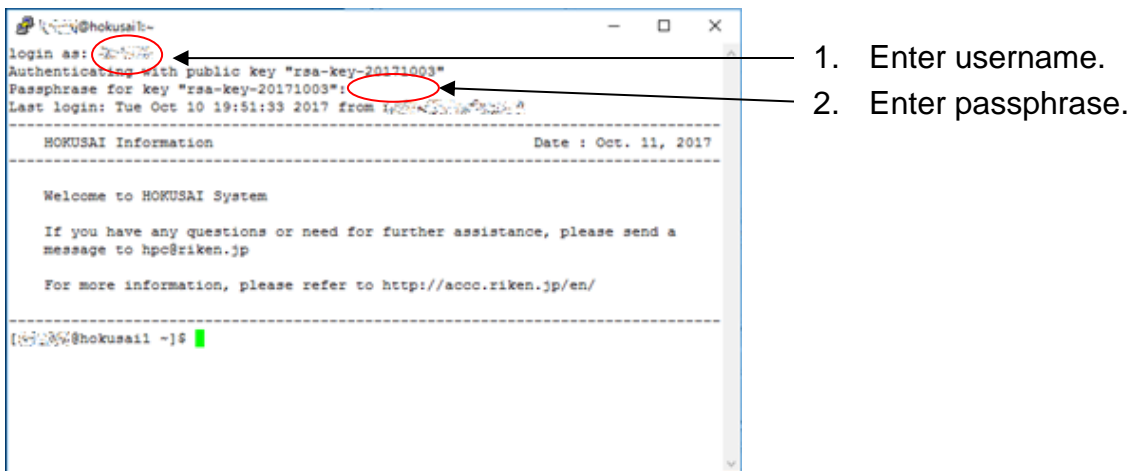 @hokusai1:~
login as:
Authenticating with public key "rsa-key-20171003"
Passphrase for key "rsa-key-20171003":
Last login: Tue Oct 10 19:51:33 2017 from
HOKUSAI Information Date : Oct. 11, 2017
Welcome to HOKUSAI System
If you have any questions or need for further assistance, please send a
message to hpc@riken.jp
For more information, please refer to http://accc.riken.jp/en/
[@hokusai1 ~]$
1. Enter username.
2. Enter passphrase.